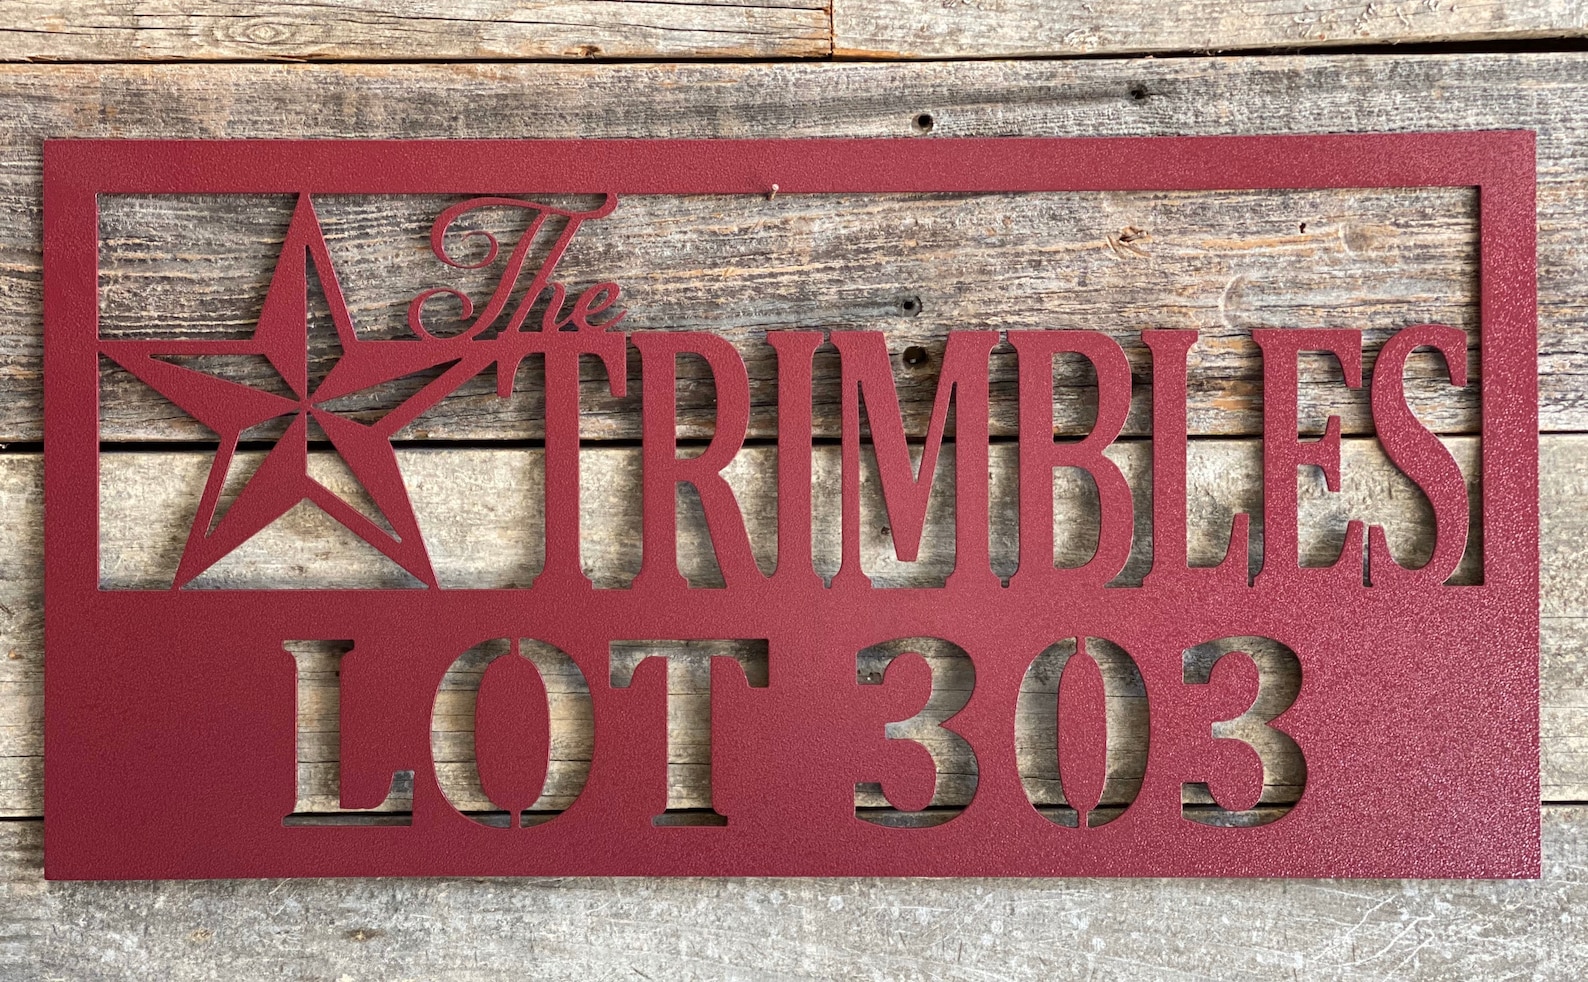 The
TRIMBLES
LOT 303